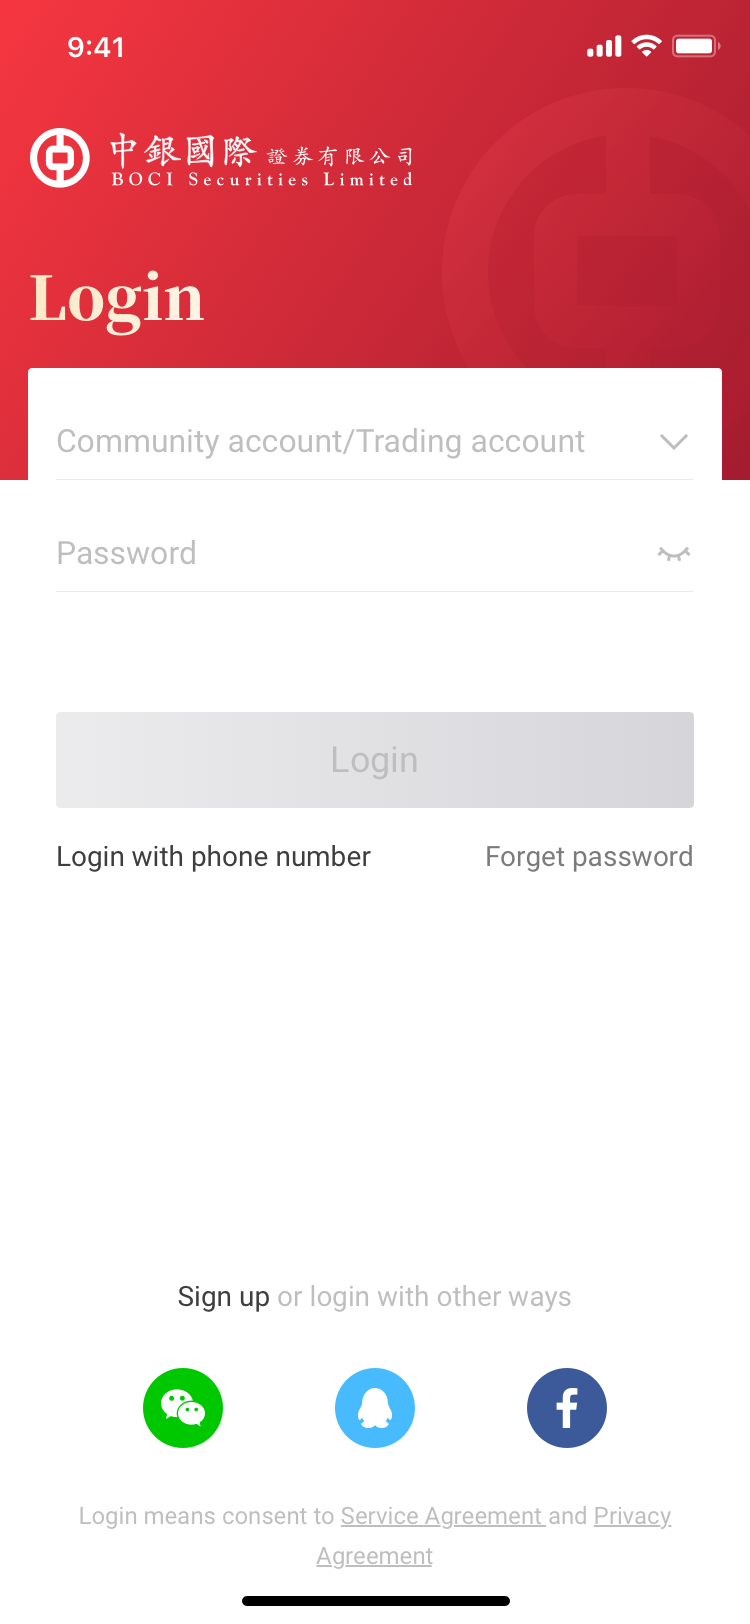 9:41
中銀國際 證券有限公司
BOCI Securities Limited
Login
Community account/Trading account
Password
Login
Login with phone number
Forget password
Sign up or login with other ways
Login means consent to Service Agreement and Privacy
Agreement